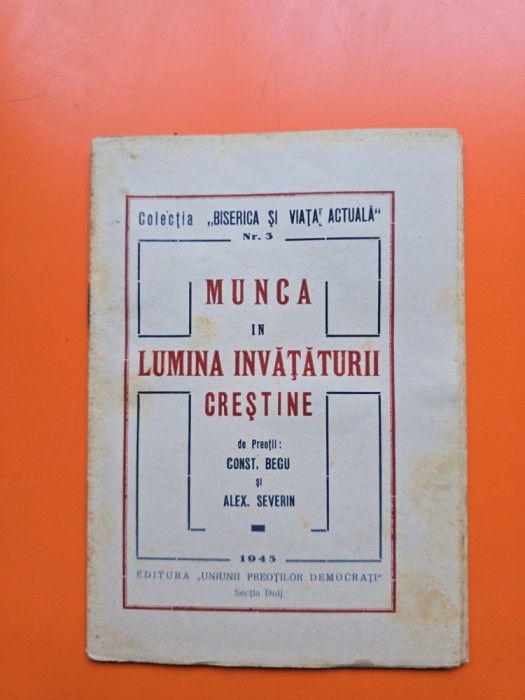 Colecția „BISERICA ȘI VIAȚA ACTUALĂ"
Nr. 3
MUNCA
IN
LUMINA INVĂȚĂTURII
CREȘTINE
de Preoții:
CONST. BEGU
și
ALEX. SEVERIN
1945
EDITURA „UNIUNII PREOȚILOR DEMOCRAȚI"
Secția Dolj